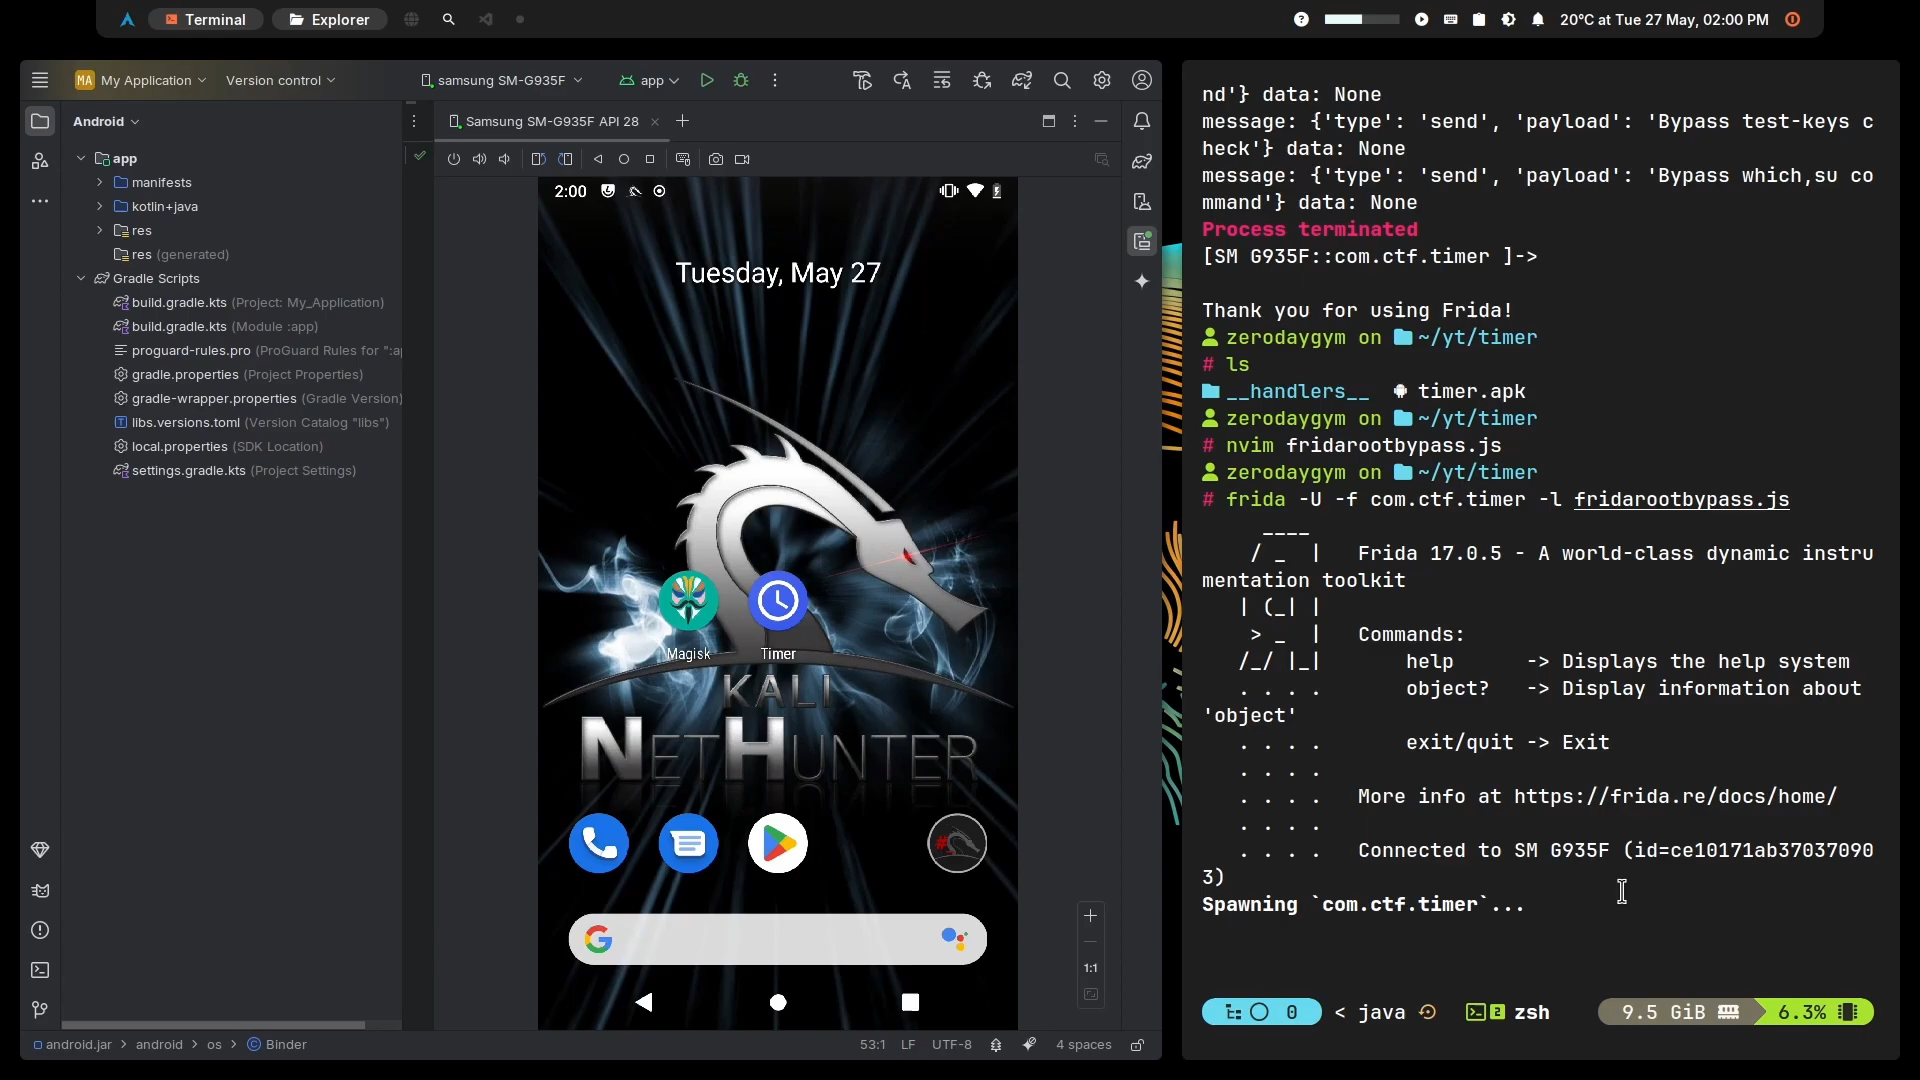 Terminal
Explorer
20°C at Tue 27 May, 02:00 PM
MA My Application
Version control
samsung SM-G935F
app
Android
Samsung SM-G935F API 28
app
manifests
kotlin+java
res
res (generated)
Gradle Scripts
build.gradle.kts (Project: My_Application)
build.gradle.kts (Module :app)
proguard-rules.pro (ProGuard Rules for ":a
gradle.properties (Project Properties)
gradle-wrapper.properties (Gradle Version)
libs.versions.toml (Version Catalog "libs")
local.properties (SDK Location)
settings.gradle.kts (Project Settings)
2:00
Tuesday, May 27
Magisk
Timer
KALI
NETHUNTER
1:1
android.jar > android > os > Binder
53:1 LF UTF-8 4 spaces
nd'} data: None
message: {'type': 'send', 'payload': 'Bypass test-keys c
heck'} data: None
message: {'type': 'send', 'payload': 'Bypass which,su co
mmand'} data: None
Process terminated
[SM G935F::com.ctf.timer ]->
Thank you for using Frida!
zerodaygym on ~/yt/timer
# ls
__handlers__ timer.apk
zerodaygym on ~/yt/timer
# nvim fridarootbypass.js
zerodaygym on ~/yt/timer
# frida -U -f com.ctf.timer -l fridarootbypass.js
____
/ _  |   Frida 17.0.5 - A world-class dynamic instru
mentation toolkit
| (_| |
> _  |   Commands:
/_/ |_|       help      -> Displays the help system
. . . .       object?   -> Display information about
'object'
. . . .       exit/quit -> Exit
. . . .
. . . .   More info at https://frida.re/docs/home/
. . . .
. . . .   Connected to SM G935F (id=ce10171ab37037090
3)
Spawning `com.ctf.timer`...
0 < java 2 zsh 9.5 GiB 6.3%